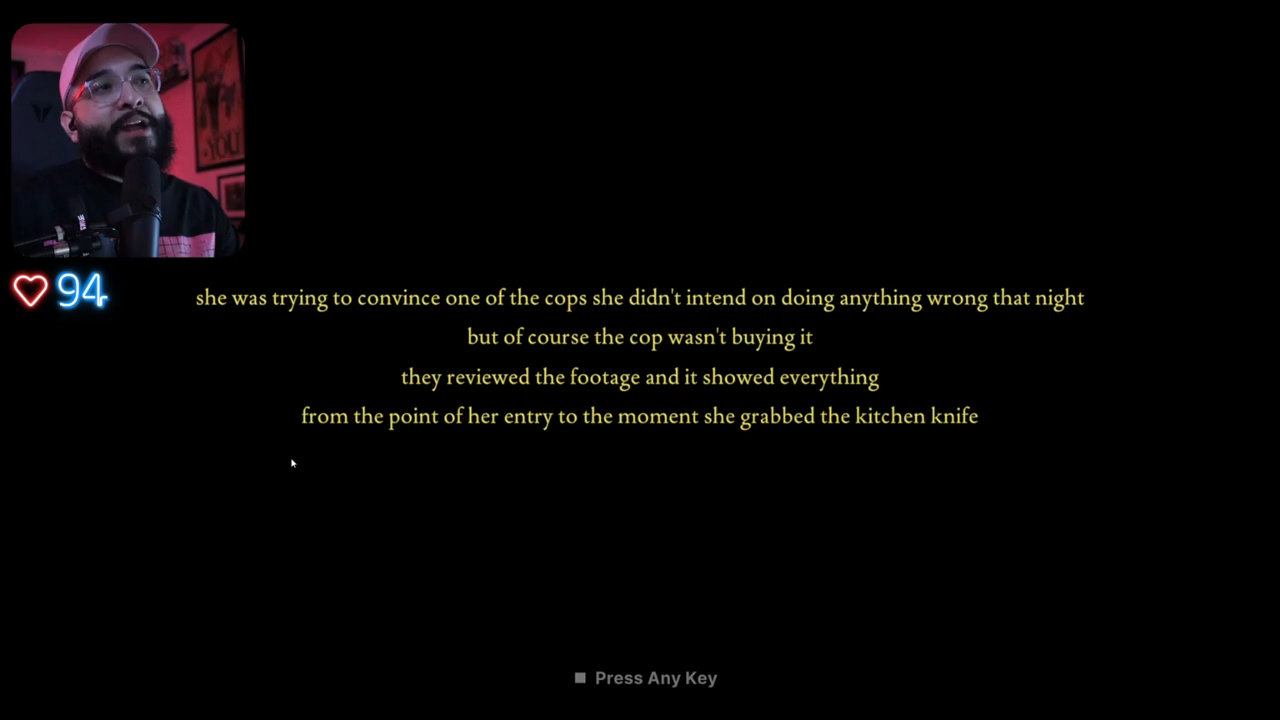 YOU
94
she was trying to convince one of the cops she didn't intend on doing anything wrong that night
but of course the cop wasn't buying it
they reviewed the footage and it showed everything
from the point of her entry to the moment she grabbed the kitchen knife
Press Any Key